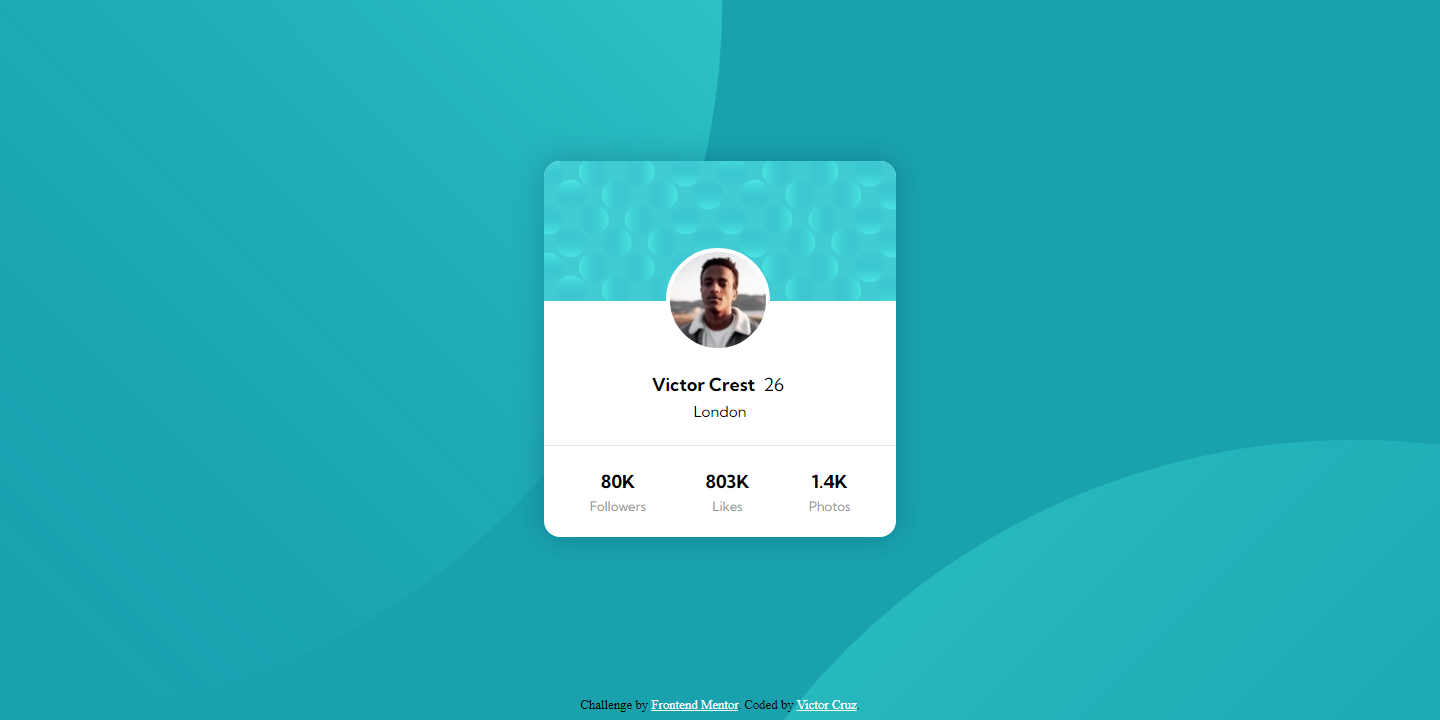 Victor Crest 26
London
80K 803K 1.4K
Followers Likes Photos
Challenge by Frontend Mentor. Coded by Victor Cruz.